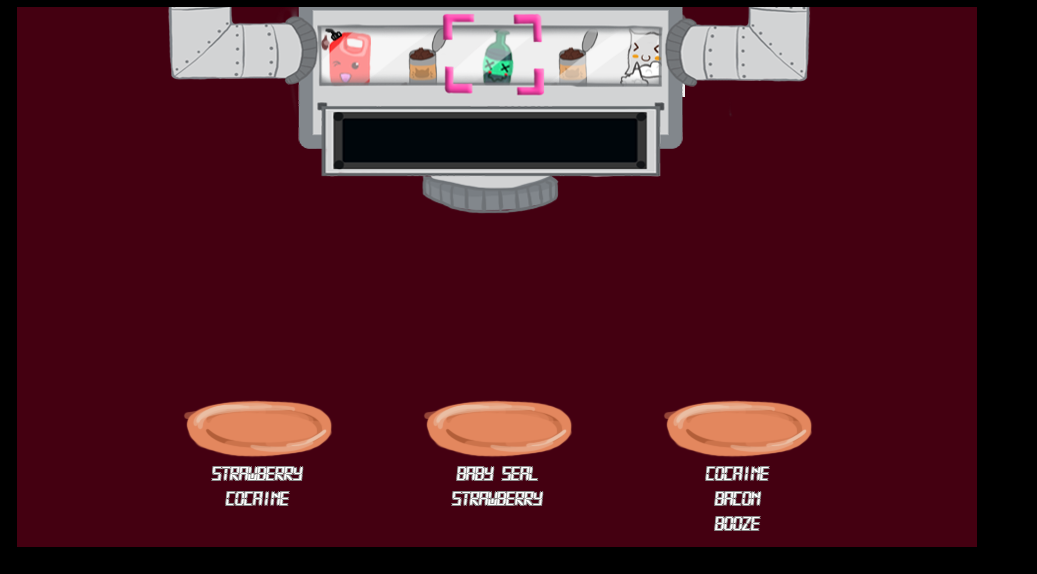 STRAWBERRY
COCAINE
BABY SEAL
STRAWBERRY
COCAINE
BACON
BOOZE